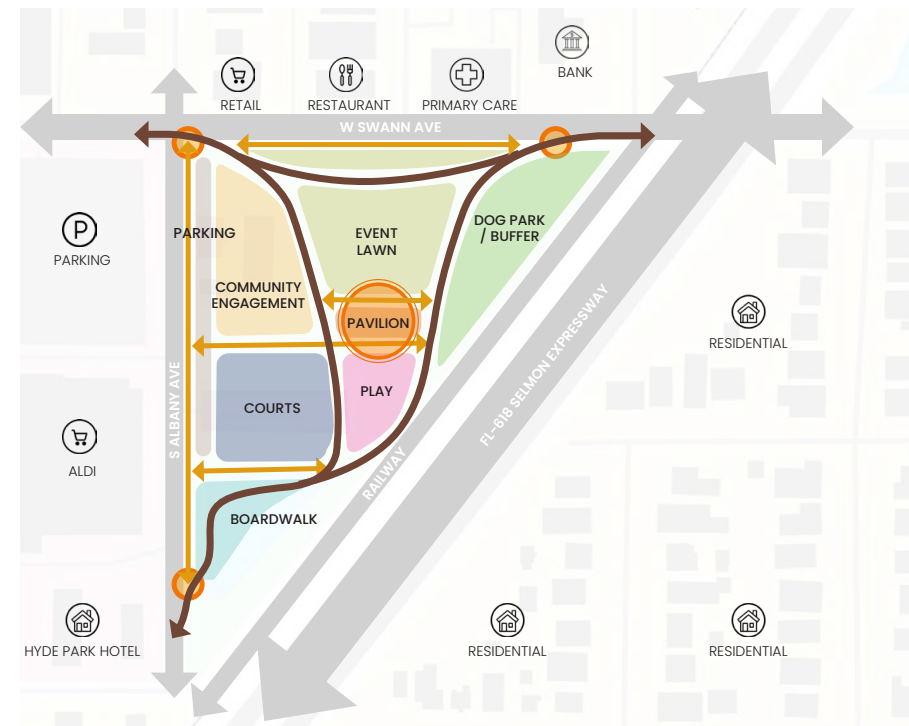 RETAIL
RESTAURANT
PRIMARY CARE
BANK
W SWANN AVE
P
PARKING
PARKING
EVENT
LAWN
DOG PARK
/ BUFFER
COMMUNITY
ENGAGEMENT
PAVILION
RESIDENTIAL
S ALBANY AVE
COURTS
PLAY
FL-618 SELMON EXPRESSWAY
ALDI
RAILWAY
BOARDWALK
HYDE PARK HOTEL
RESIDENTIAL
RESIDENTIAL